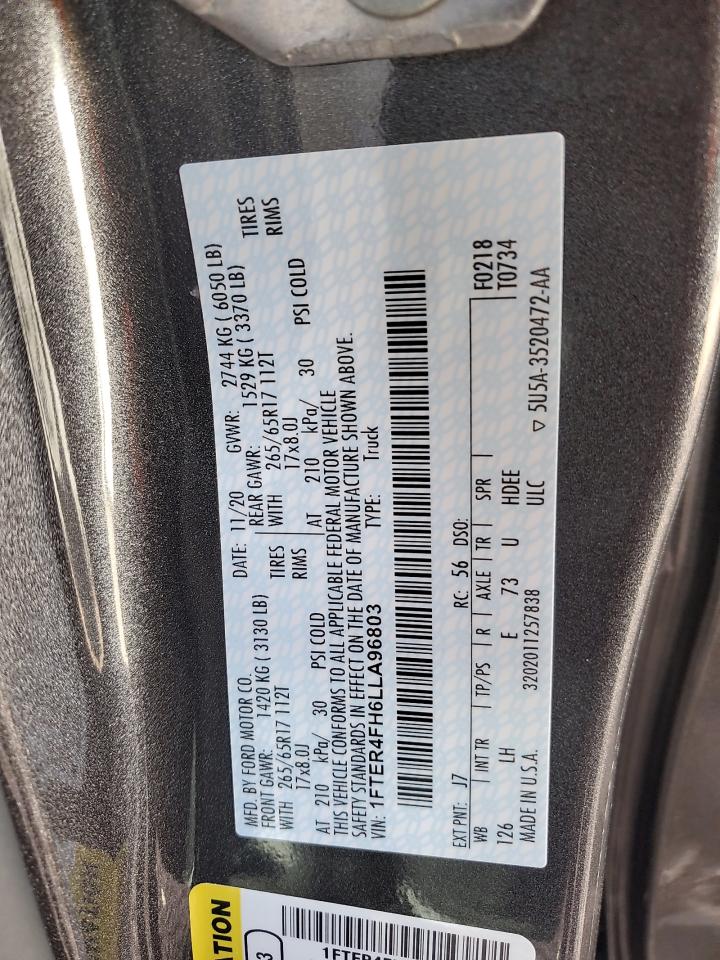 MFD. BY FORD MOTOR CO.
DATE: 11/20 GVWR: 2744 KG ( 6050 LB)
FRONT GAWR: 1420 KG ( 3130 LB) REAR GAWR: 1529 KG ( 3370 LB)
WITH 265/65R17 112T TIRES WITH 265/65R17 112T TIRES
17x8.0J RIMS 17x8.0J RIMS
AT 210 kPa/ 30 PSI COLD AT 210 kPa/ 30 PSI COLD
THIS VEHICLE CONFORMS TO ALL APPLICABLE FEDERAL MOTOR VEHICLE
SAFETY STANDARDS IN EFFECT ON THE DATE OF MANUFACTURE SHOWN ABOVE.
VIN: 1FTER4FH6LLA96803 TYPE: Truck
EXT PNT: J7 RC: 56 DSO: F0218
WB INT TR TP/PS R AXLE TR SPR T0734
126 LH E 73 U HDEE
MADE IN U.S.A. 3202011257838 ULC ▽ 5U5A-3520472-AA